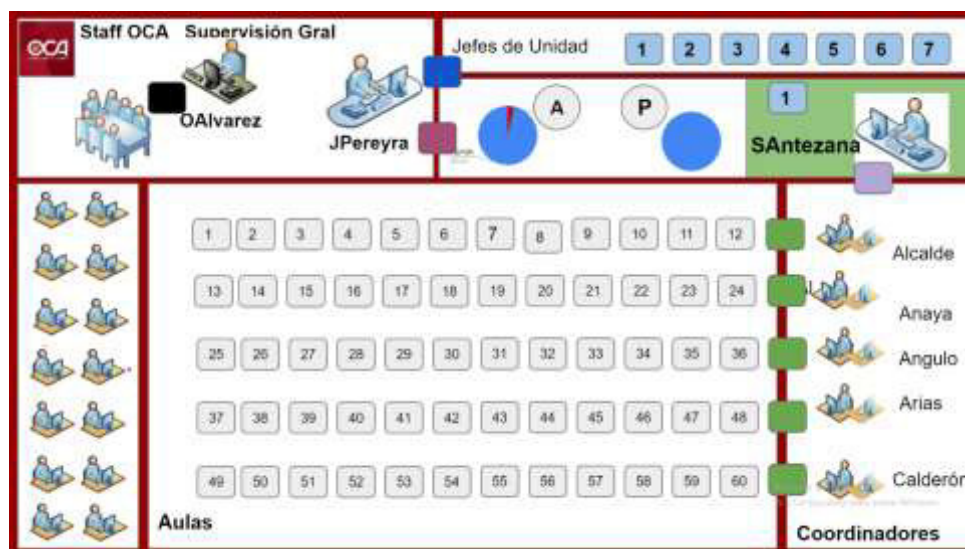 OCA
Staff OCA Supervisión Gral
OAlvarez
JPereyra
Jefes de Unidad
1 2 3 4 5 6 7
A
P
1
SAntezana
1 2 3 4 5 6 7 8 9 10 11 12
Alcalde
13 14 15 16 17 18 19 20 21 22 23 24
Anaya
25 26 27 28 29 30 31 32 33 34 35 36
Angulo
37 38 39 40 41 42 43 44 45 46 47 48
Arias
49 50 51 52 53 54 55 56 57 58 59 60
Calderón
Aulas
Coordinadores